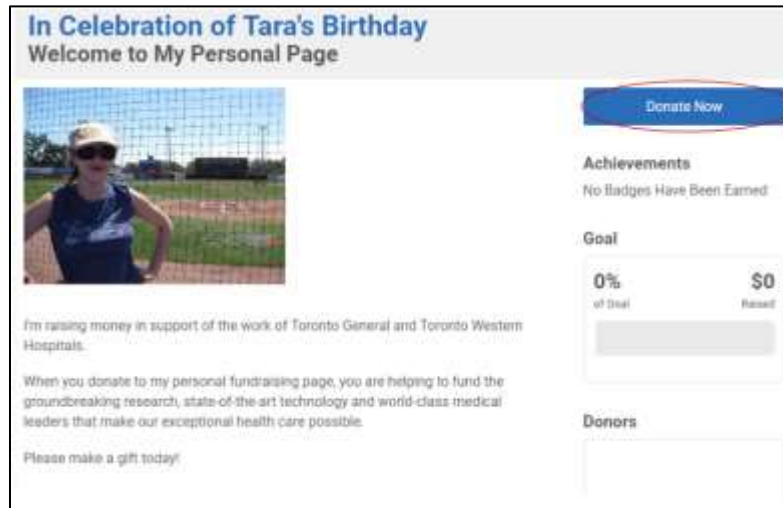 In Celebration of Tara's Birthday
Welcome to My Personal Page
Donate Now
Achievements
No Badges Have Been Earned
Goal
0% $0
of Goal Raised
I'm raising money in support of the work of Toronto General and Toronto Western
Hospitals.
When you donate to my personal fundraising page, you are helping to fund the
groundbreaking research, state-of-the-art technology and world-class medical
leaders that make our exceptional health care possible.
Please make a gift today!
Donors